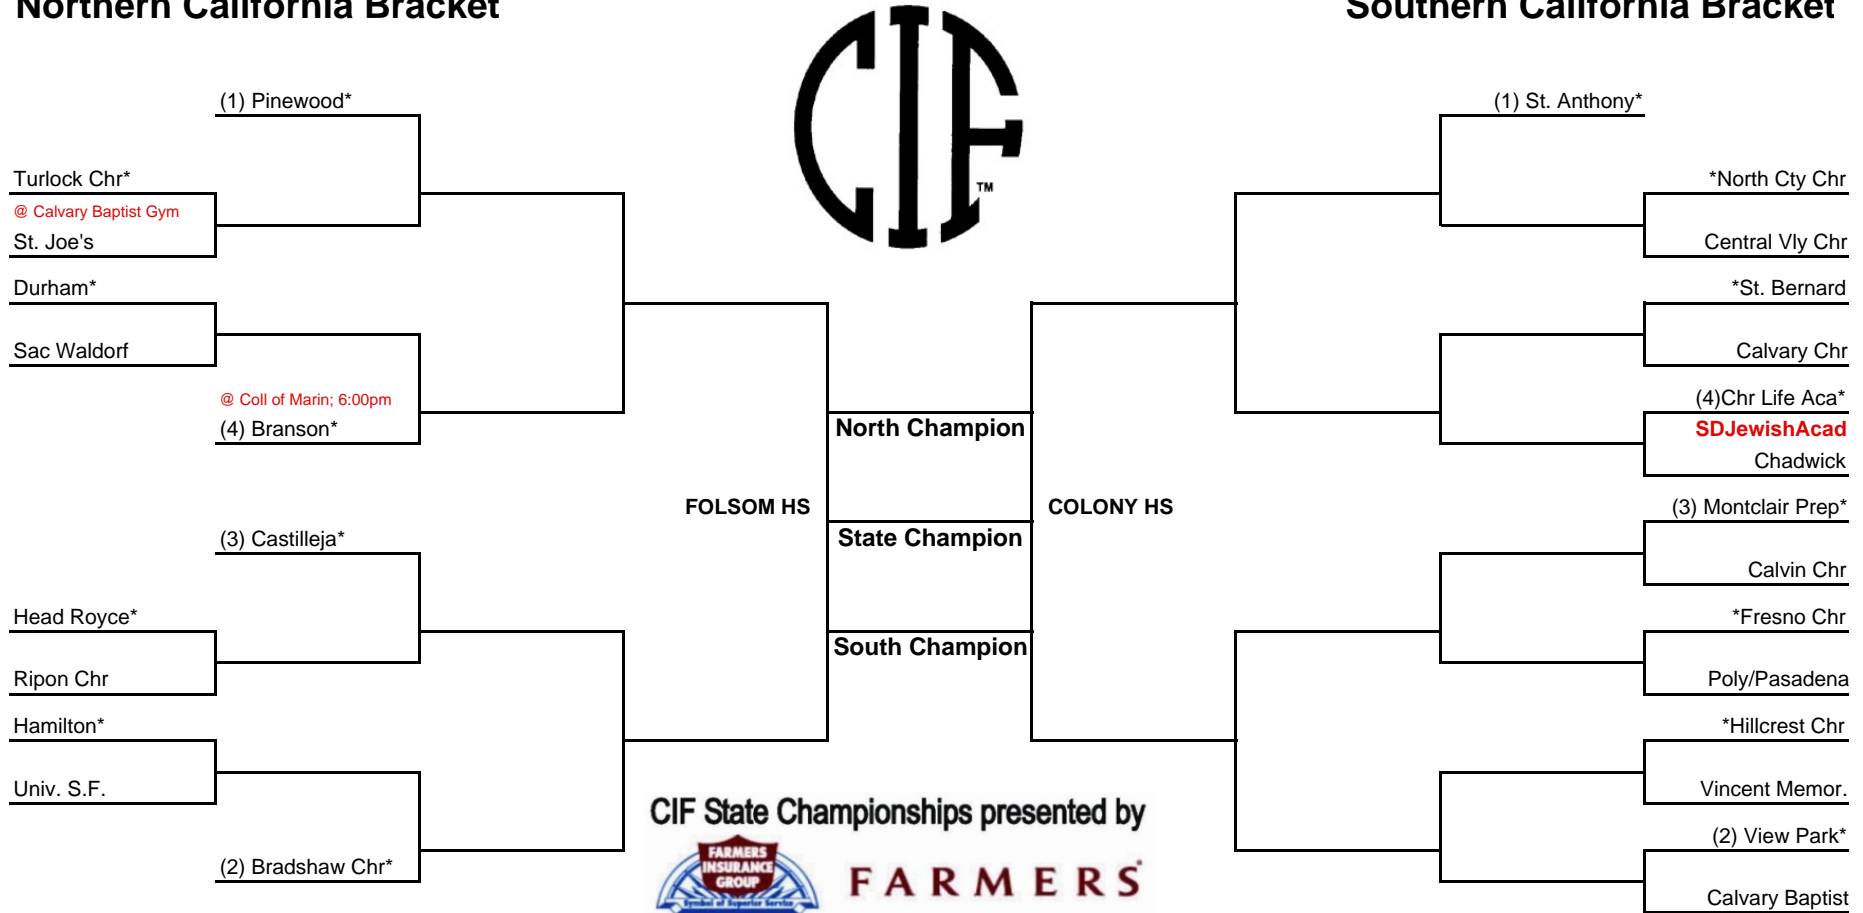 Northern California Bracket
Southern California Bracket
CIF
TM
(1) Pinewood*
Turlock Chr*
@ Calvary Baptist Gym
St. Joe's
Durham*
Sac Waldorf
@ Coll of Marin; 6:00pm
(4) Branson*
(3) Castilleja*
Head Royce*
Ripon Chr
Hamilton*
Univ. S.F.
(2) Bradshaw Chr*
FOLSOM HS
North Champion
State Champion
South Champion
COLONY HS
(1) St. Anthony*
*North Cty Chr
Central Vly Chr
*St. Bernard
Calvary Chr
(4)Chr Life Aca*
SDJewishAcad
Chadwick
(3) Montclair Prep*
Calvin Chr
*Fresno Chr
Poly/Pasadena
*Hillcrest Chr
Vincent Memor.
(2) View Park*
Calvary Baptist
CIF State Championships presented by
FARMERS
INSURANCE
GROUP
Symbol of Superior Service
FARMERS®